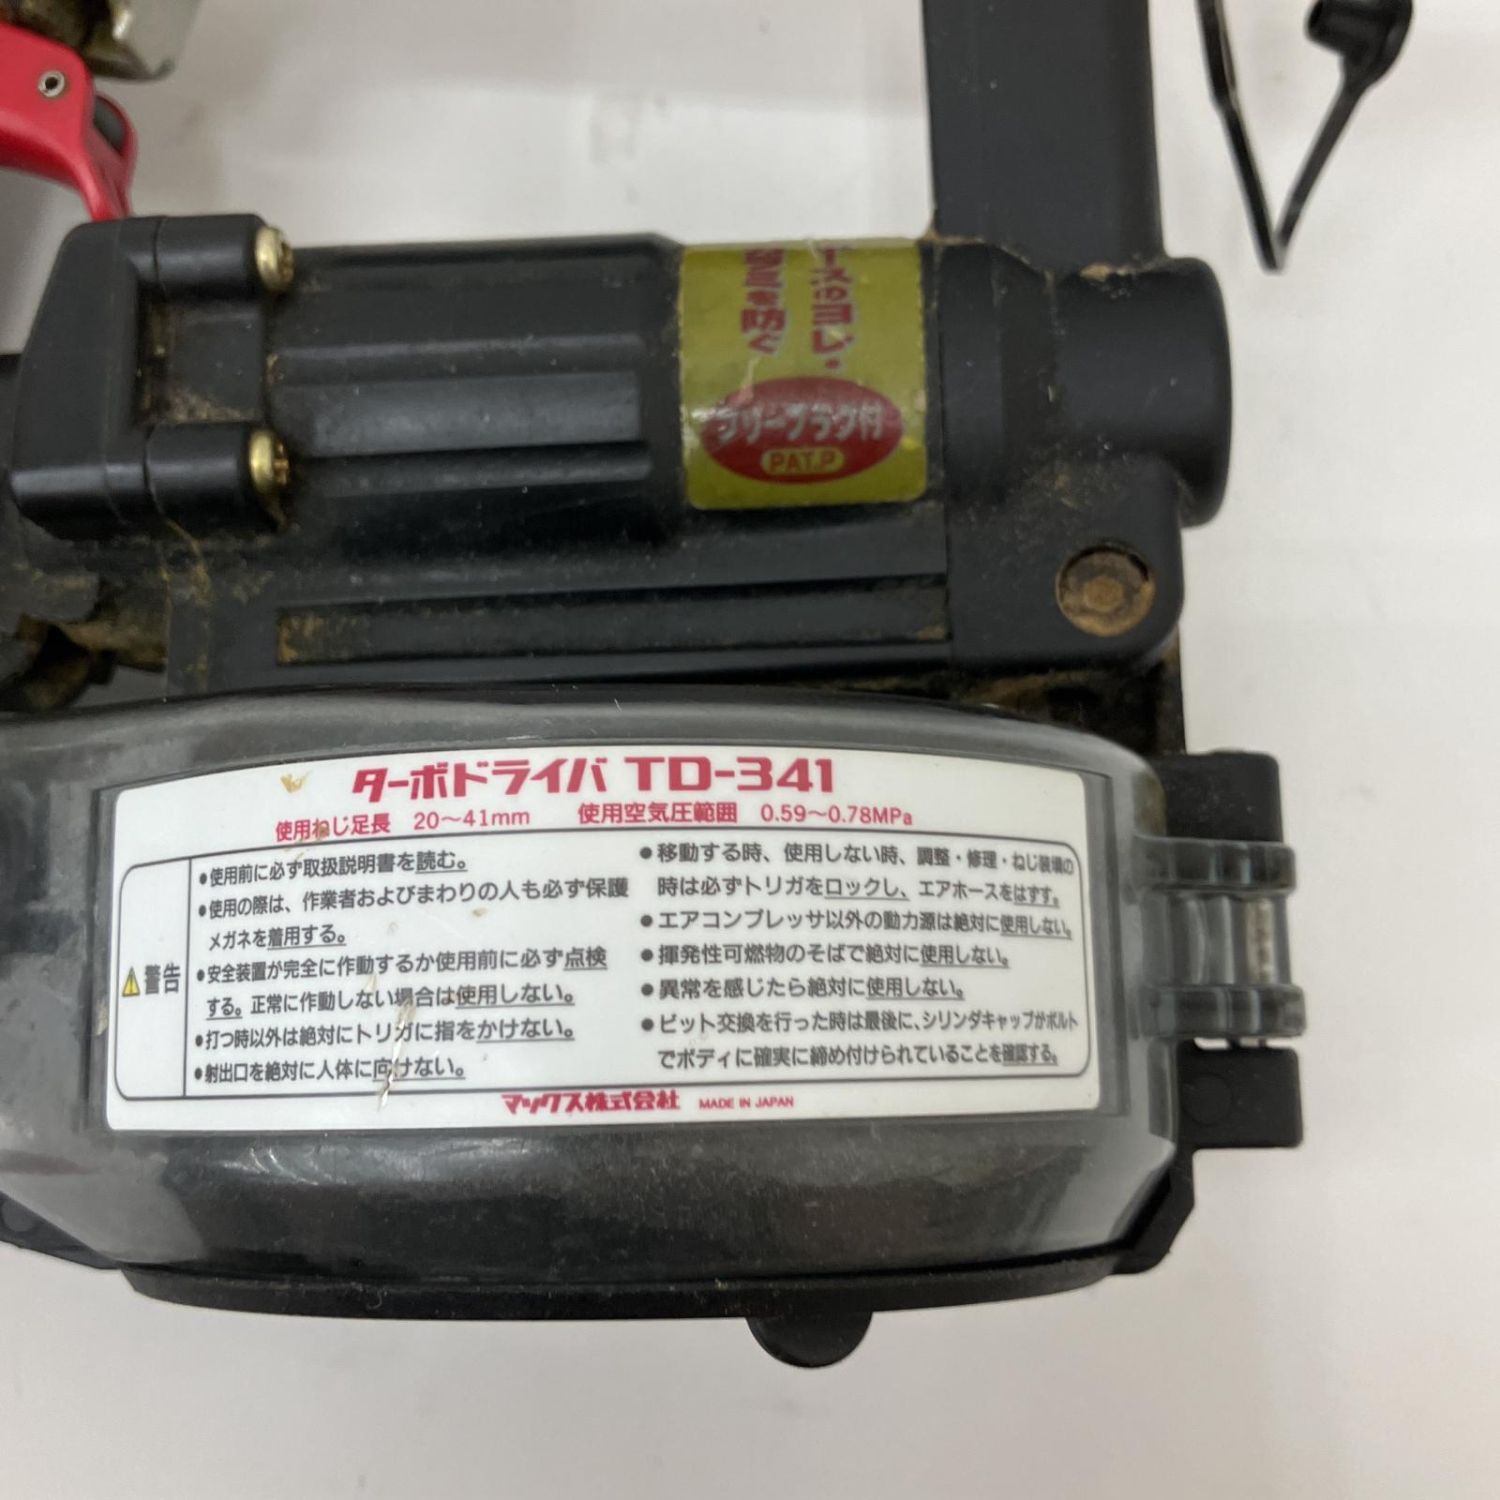 ースのヨレ・
を防ぐ
フリープラグ付
PAT.P
ターボドライバ TD-341
使用ねじ足長 20～41mm 使用空気圧範囲 0.59～0.78MPa
警告
●使用前に必ず取扱説明書を読む。
●使用の際は、作業者およびまわりの人も必ず保護
メガネを着用する。
●安全装置が完全に作動するか使用前に必ず点検
する。正常に作動しない場合は使用しない。
●打つ時以外は絶対にトリガに指をかけない。
●射出口を絶対に人体に向けない。
●移動する時、使用しない時、調整・修理・ねじ装填の
時は必ずトリガをロックし、エアホースをはずす。
●エアコンプレッサ以外の動力源は絶対に使用しない。
●揮発性可燃物のそばで絶対に使用しない。
●異常を感じたら絶対に使用しない。
●ビット交換を行った時は最後に、シリンダキャップがボルト
でボディに確実に締め付けられていることを確認する。
マックス株式会社 MADE IN JAPAN